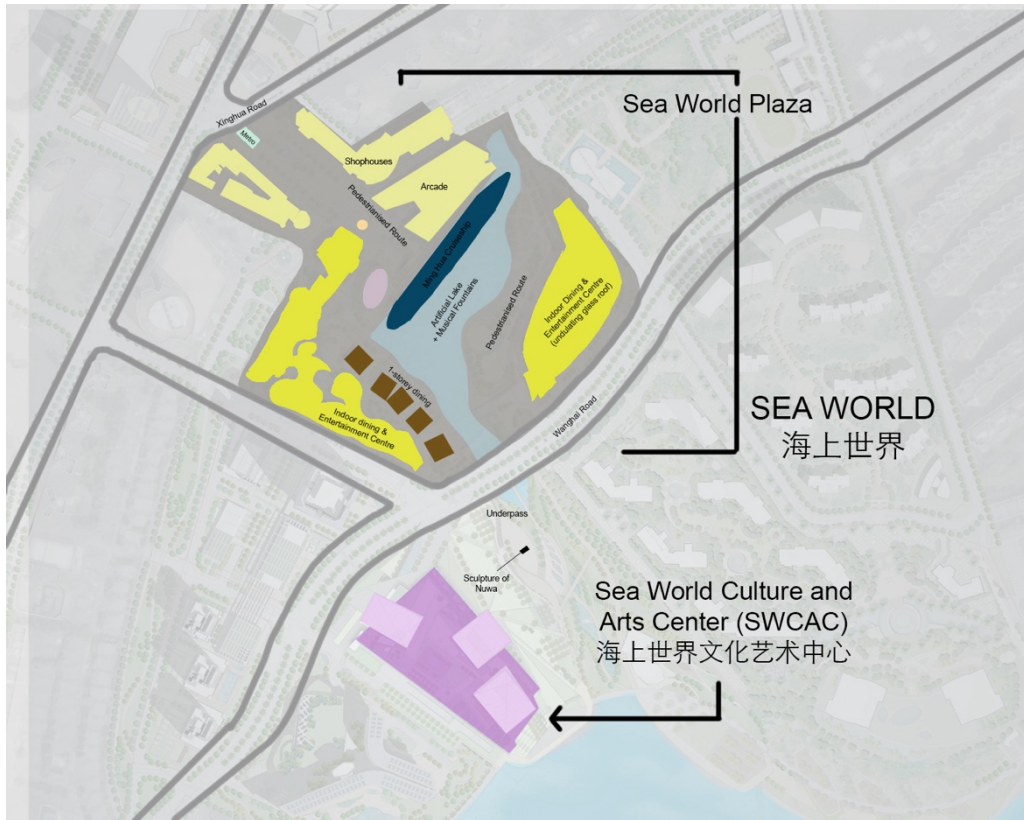 Sea World Plaza
Xinghua Road
Metro
Shophouses
Arcade
Pedestrianised Route
Ming Hua Cruiseship
Artificial Lake
+ Musical Fountains
Pedestrianised Route
Indoor Dining &
Entertainment Centre
(undulating glass roof)
1-storey dining
Indoor dining &
Entertainment Centre
Wanghai Road
SEA WORLD
海上世界
Underpass
Sculpture of
Nuwa
Sea World Culture and
Arts Center (SWCAC)
海上世界文化艺术中心